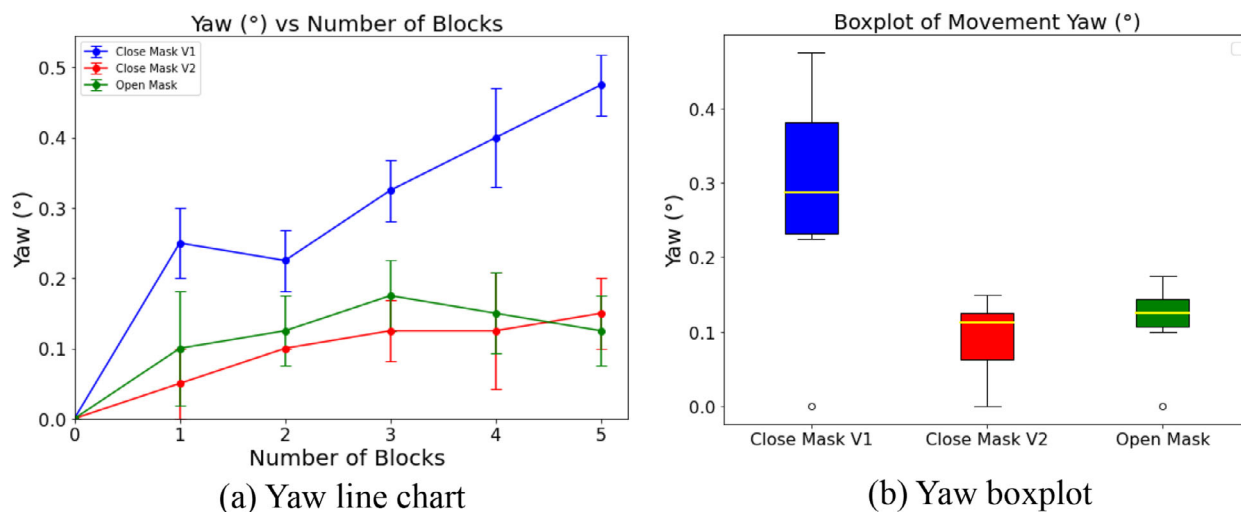 Yaw (°) vs Number of Blocks
Close Mask V1
Close Mask V2
Open Mask
Yaw (°)
0.5
0.4
0.3
0.2
0.1
0.0
0 1 2 3 4 5
Number of Blocks
(a) Yaw line chart
Boxplot of Movement Yaw (°)
Yaw (°)
0.4
0.3
0.2
0.1
0.0
Close Mask V1 Close Mask V2 Open Mask
(b) Yaw boxplot